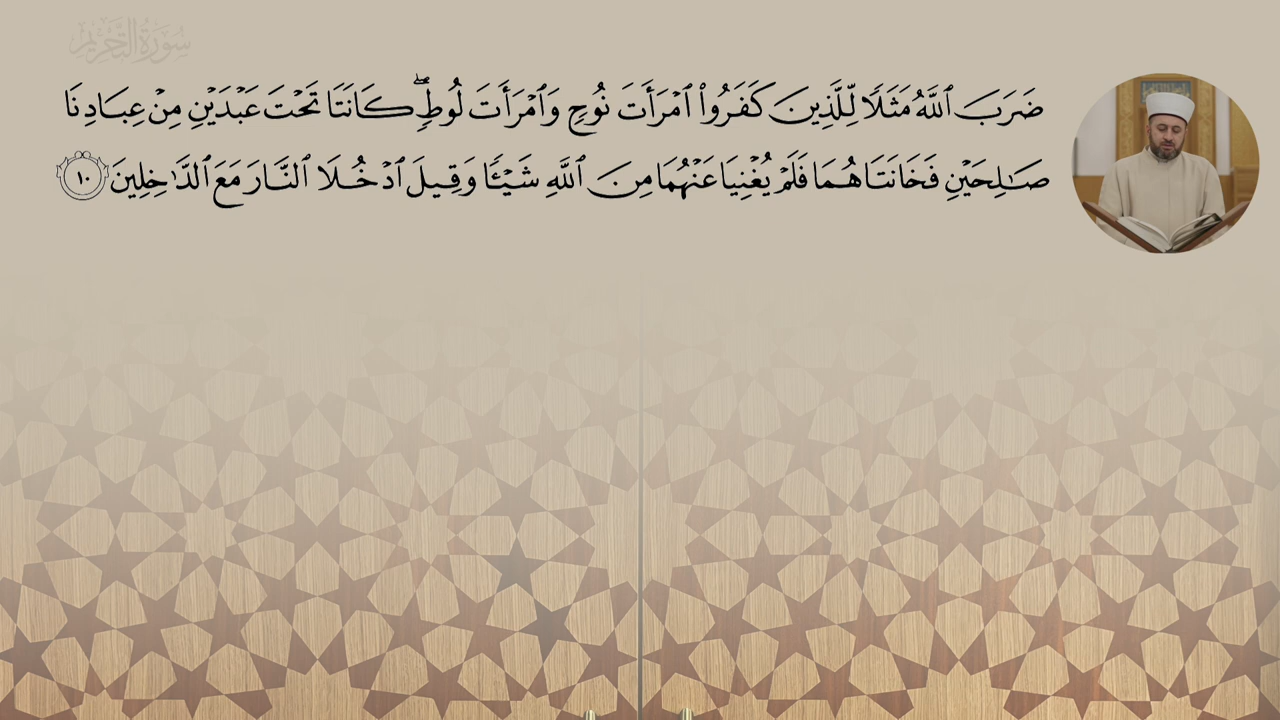 سُورَةُ التَّحْرِيمِ
ضَرَبَ ٱللَّهُ مَثَلًا لِّلَّذِينَ كَفَرُوا۟ ٱمْرَأَتَ نُوحٍ وَٱمْرَأَتَ لُوطٍ ۖ كَانَتَا تَحْتَ عَبْدَيْنِ مِنْ عِبَادِنَا
صَـٰلِحَيْنِ فَخَانَتَاهُمَا فَلَمْ يُغْنِيَا عَنْهُمَا مِنَ ٱللَّهِ شَيْـًٔا وَقِيلَ ٱدْخُلَا ٱلنَّارَ مَعَ ٱلدَّٰخِلِينَ ١٠